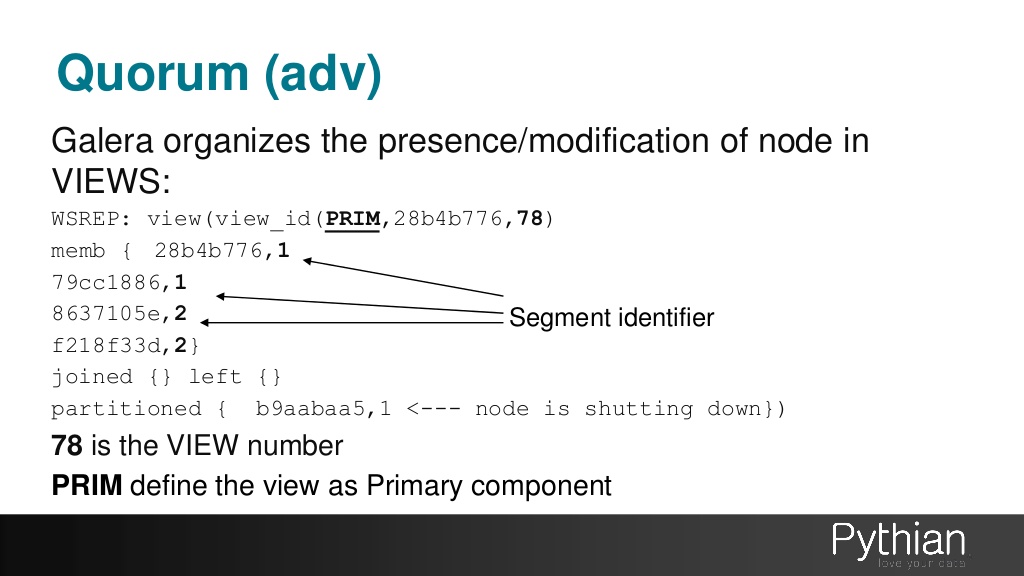 Quorum (adv)
Galera organizes the presence/modification of node in
VIEWS:
WSREP: view(view_id(PRIM,28b4b776,78)
memb {  28b4b776,1
79cc1886,1
8637105e,2
Segment identifier
f218f33d,2}
joined {} left {}
partitioned {  b9aabaa5,1 <--- node is shutting down})
78 is the VIEW number
PRIM define the view as Primary component
Pythian
love your data